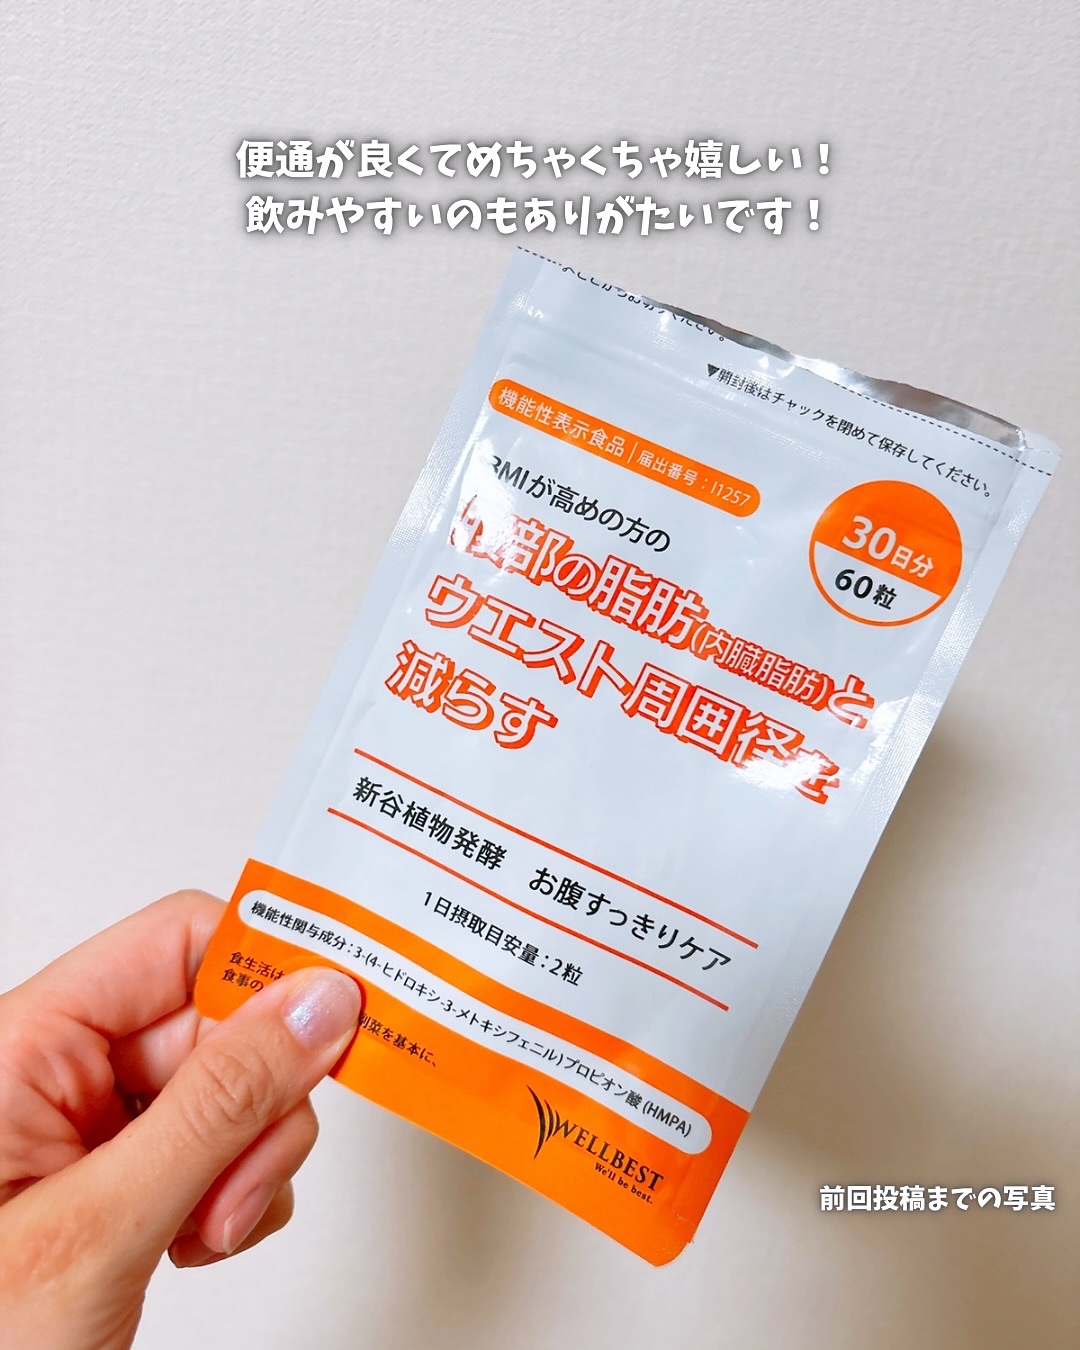 便通が良くてめちゃくちゃ嬉しい！
飲みやすいのもありがたいです！
▼開封後はチャックを閉めて保存してください。
機能性表示食品｜届出番号：I1257
BMIが高めの方の
腹部の脂肪(内臓脂肪)と
ウエスト周囲径を
減らす
30日分
60粒
新谷植物発酵　お腹すっきりケア
1日摂取目安量：2粒
機能性関与成分：3-(4-ヒドロキシ-3-メトキシフェニル)プロピオン酸(HMPA)
食生活は
副菜を基本に、
食事の
WELLBEST
We'll be beat.
前回投稿までの写真